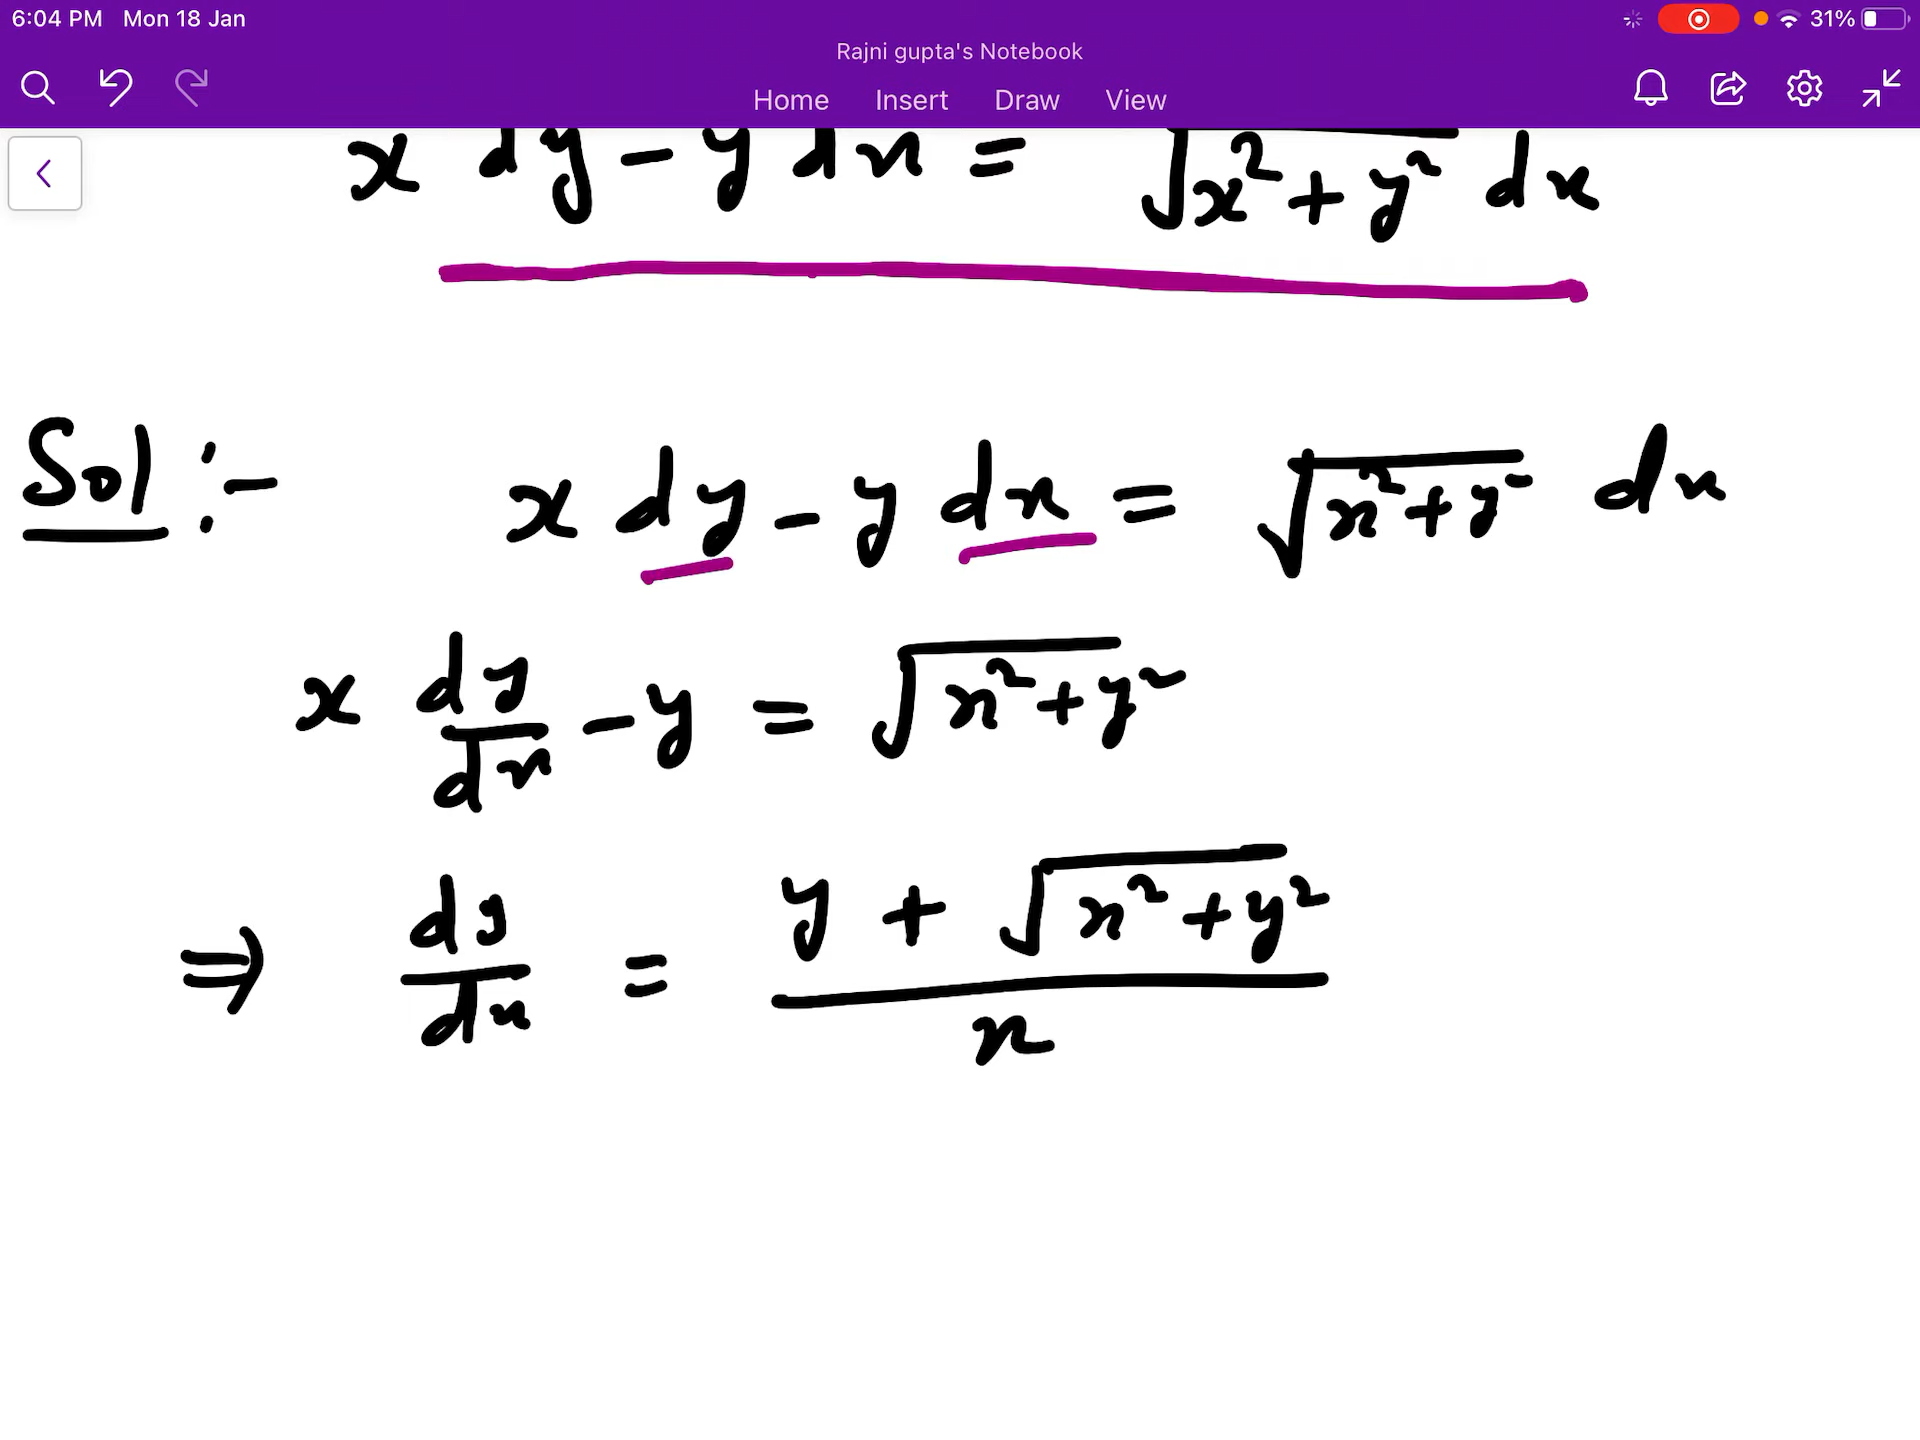 6:04 PM Mon 18 Jan 31%
Rajni gupta's Notebook
Home Insert Draw View
x dy - y dx = √(x²+y²) dx
Sol :- x dy - y dx = √(x²+y²) dx
x dy/dx - y = √(x²+y²)
⇒ dy/dx = (y + √(x²+y²))/x